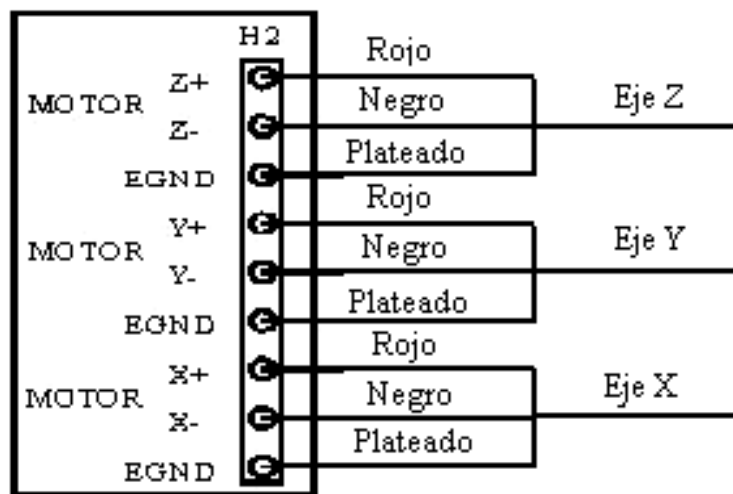 H2
Z+ Rojo
MOTOR Negro Eje Z
Z-
EGND Plateado
Y+ Rojo
MOTOR Negro Eje Y
Y-
EGND Plateado
X+ Rojo
MOTOR Negro Eje X
X-
EGND Plateado